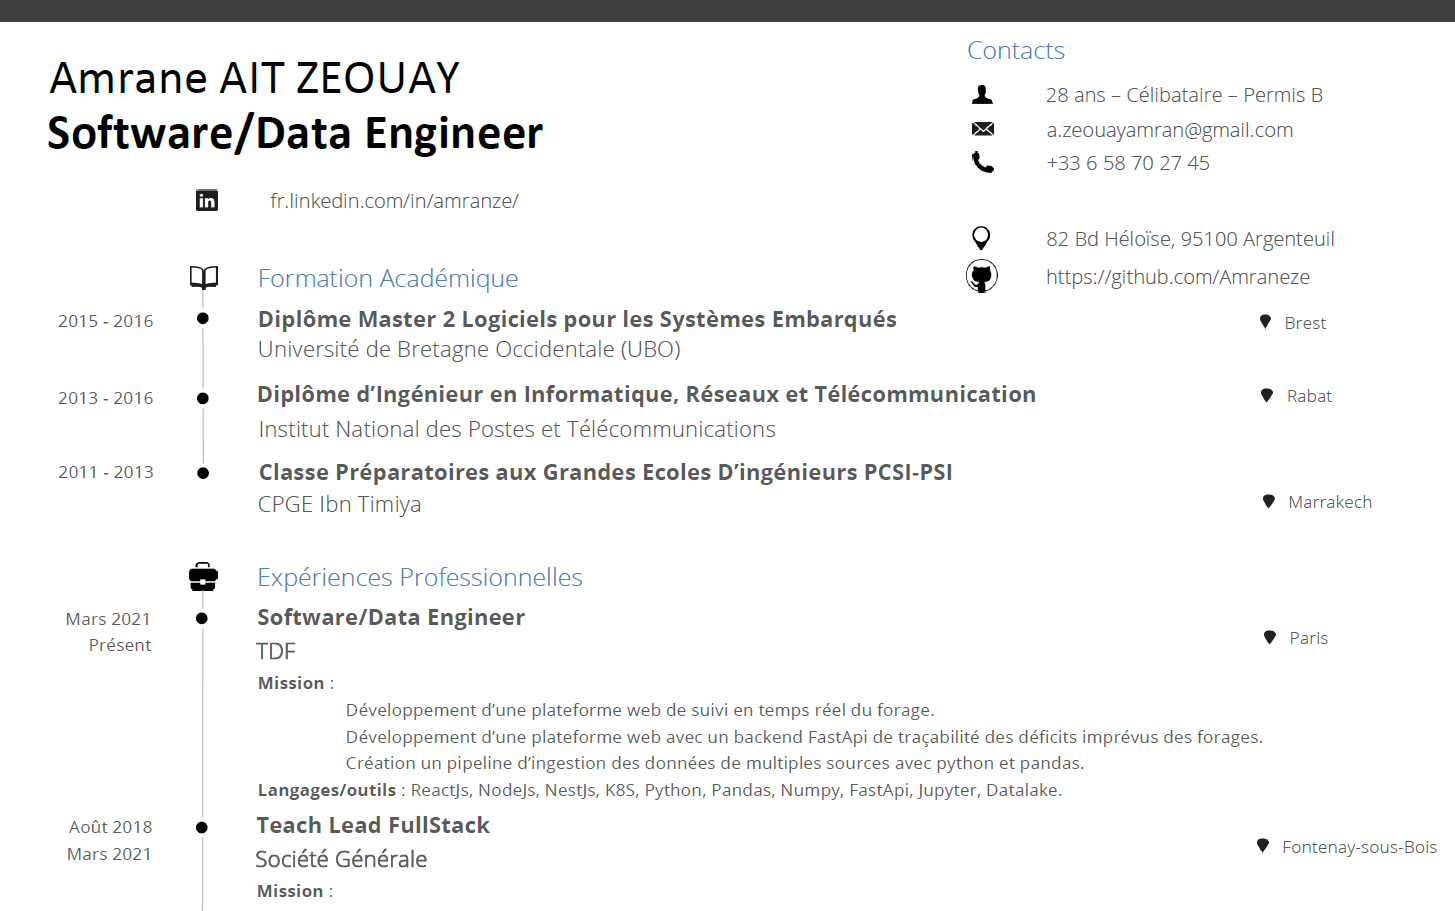 Amrane AIT ZEOUAY
Software/Data Engineer
fr.linkedin.com/in/amranze/
Contacts
28 ans – Célibataire – Permis B
a.zeouayamran@gmail.com
+33 6 58 70 27 45
82 Bd Héloïse, 95100 Argenteuil
https://github.com/Amraneze
Formation Académique
2015 - 2016 Diplôme Master 2 Logiciels pour les Systèmes Embarqués Brest
Université de Bretagne Occidentale (UBO)
2013 - 2016 Diplôme d’Ingénieur en Informatique, Réseaux et Télécommunication Rabat
Institut National des Postes et Télécommunications
2011 - 2013 Classe Préparatoires aux Grandes Ecoles D’ingénieurs PCSI-PSI
CPGE Ibn Timiya Marrakech
Expériences Professionnelles
Mars 2021 Software/Data Engineer
Présent TDF Paris
Mission :
Développement d’une plateforme web de suivi en temps réel du forage.
Développement d’une plateforme web avec un backend FastApi de traçabilité des déficits imprévus des forages.
Création un pipeline d’ingestion des données de multiples sources avec python et pandas.
Langages/outils : ReactJs, NodeJs, NestJs, K8S, Python, Pandas, Numpy, FastApi, Jupyter, Datalake.
Août 2018 Teach Lead FullStack
Mars 2021 Société Générale Fontenay-sous-Bois
Mission :